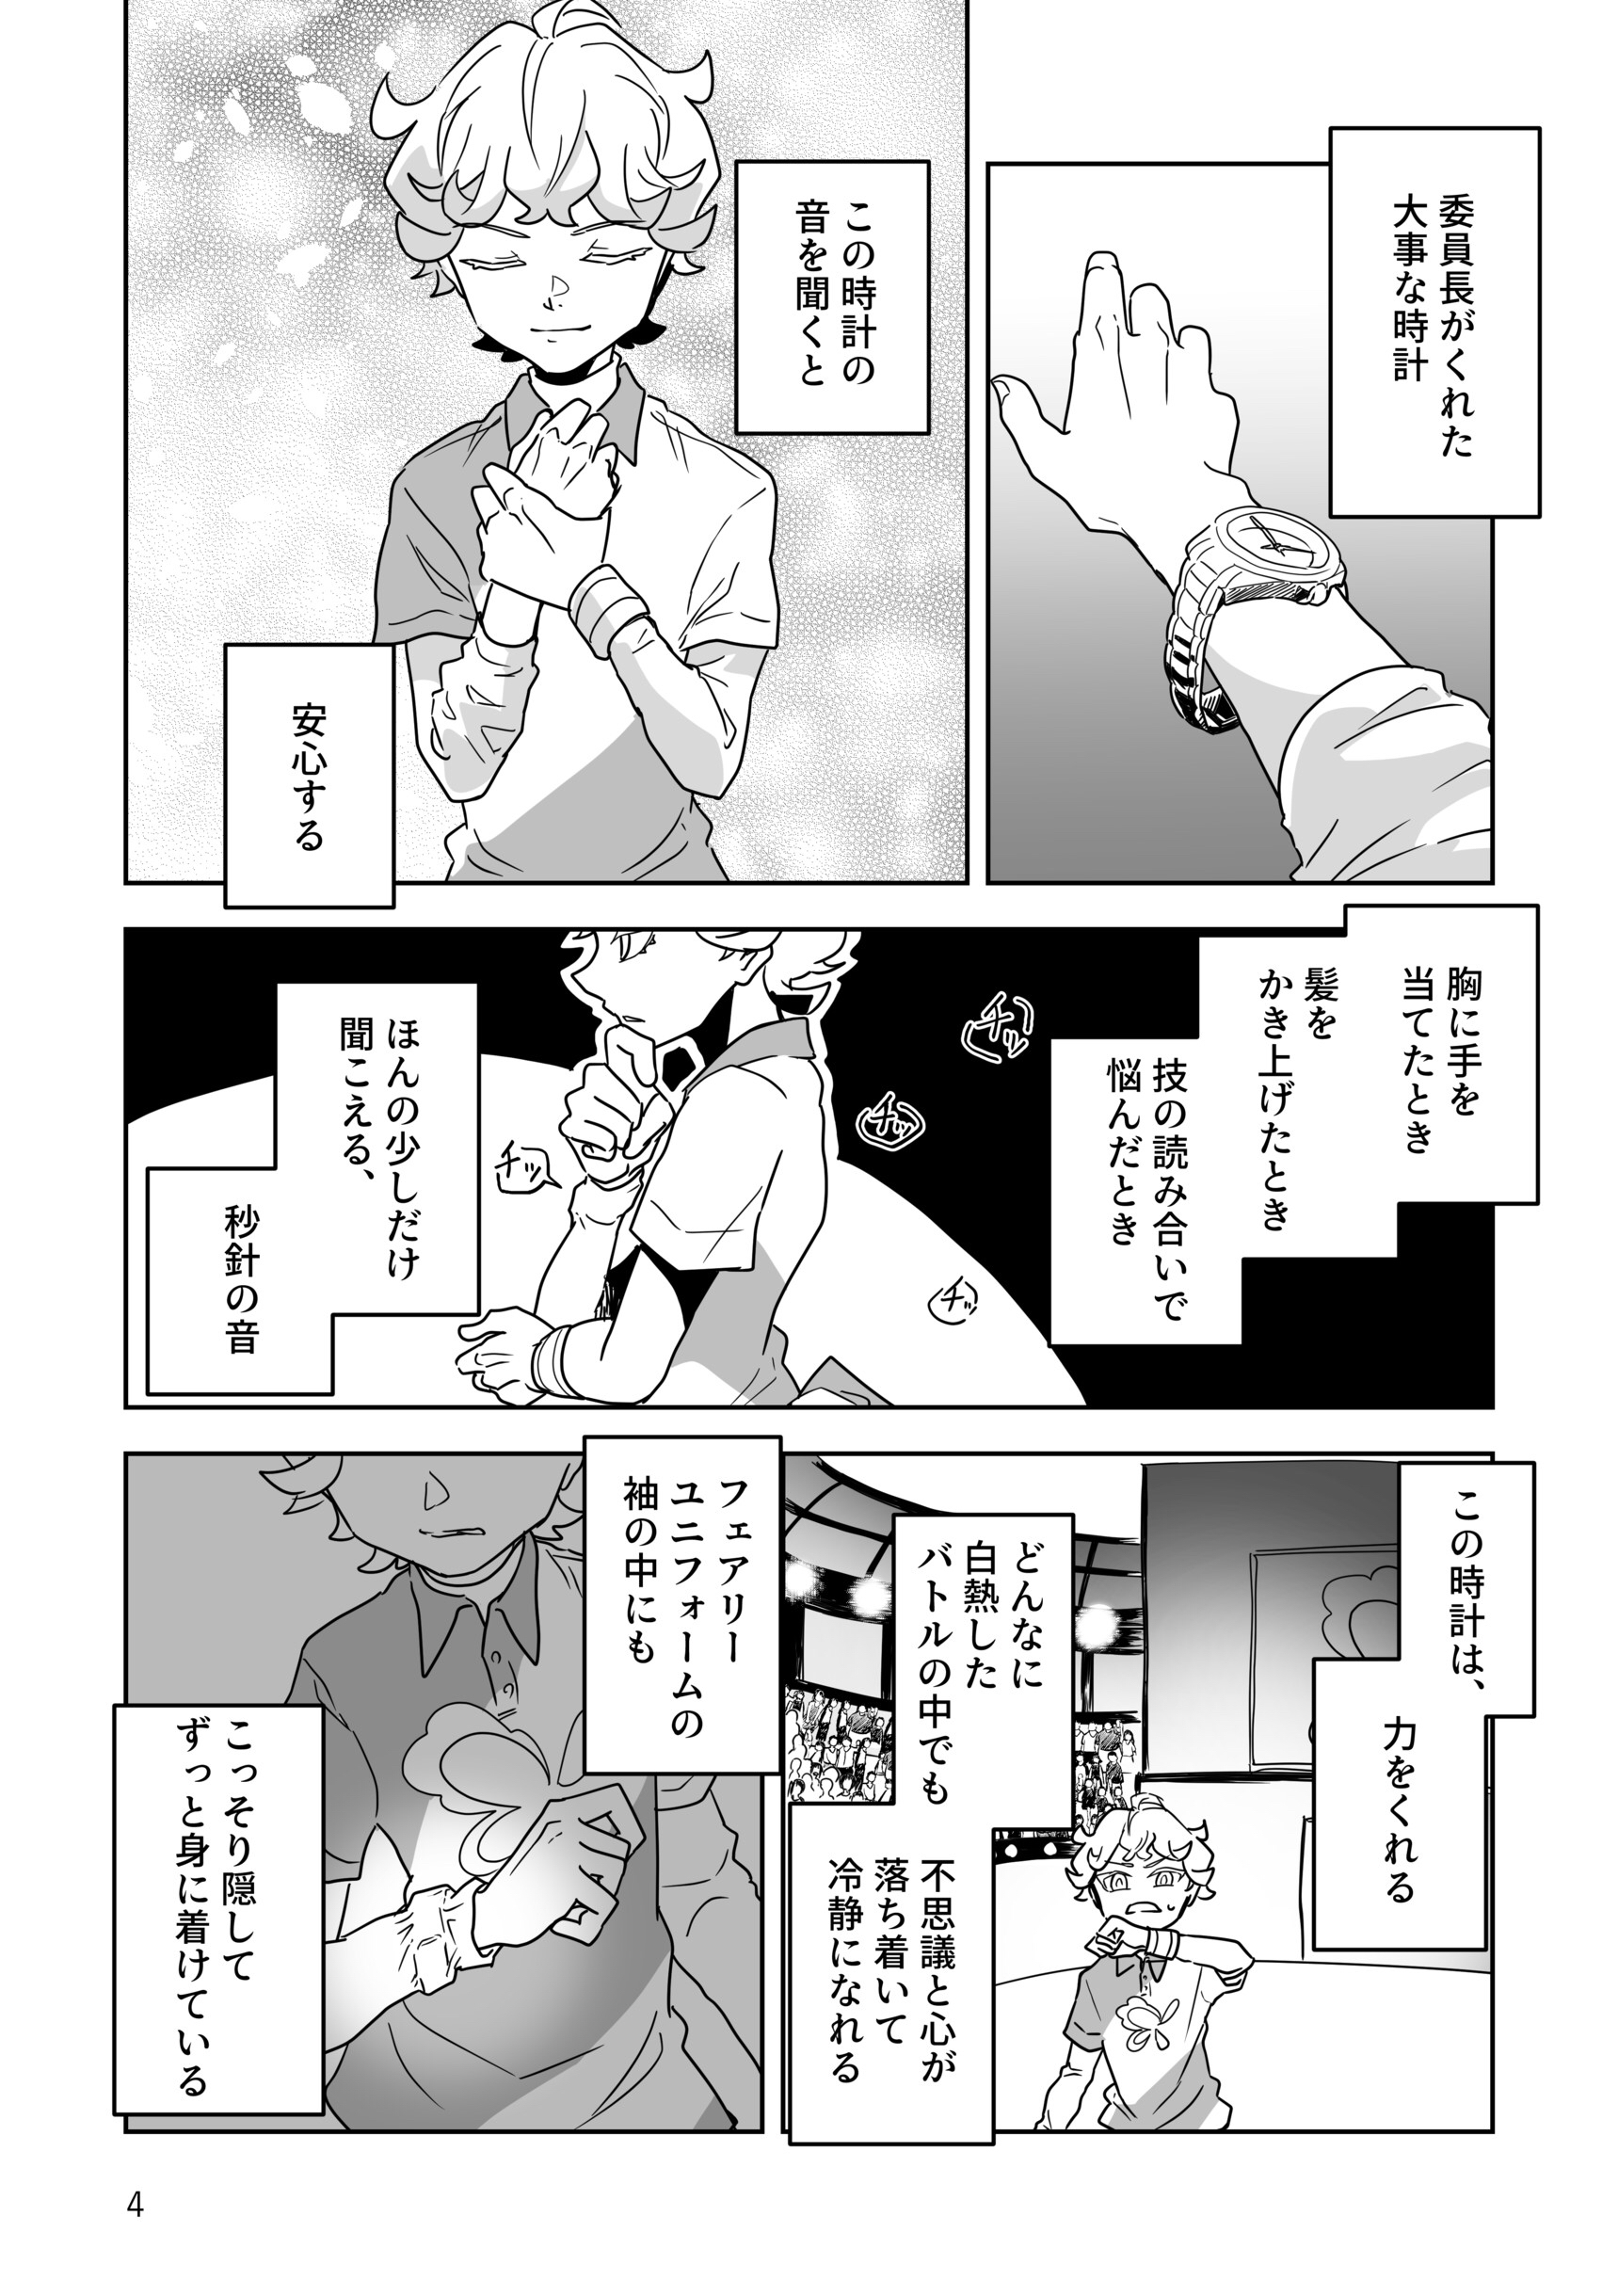 委員長がくれた
大事な時計
この時計の
音を聞くと
安心する
胸に手を
当てたとき
髪を
かき上げたとき
技の読み合いで
悩んだとき
チッ
チッ
チッ
チッ
ほんの少しだけ
聞こえる、
秒針の音
この時計は、
力をくれる
どんなに
白熱した
バトルの中でも
不思議と心が
落ち着いて
冷静になれる
フェアリー
ユニフォームの
袖の中にも
こっそり隠して
ずっと身に着けている
4